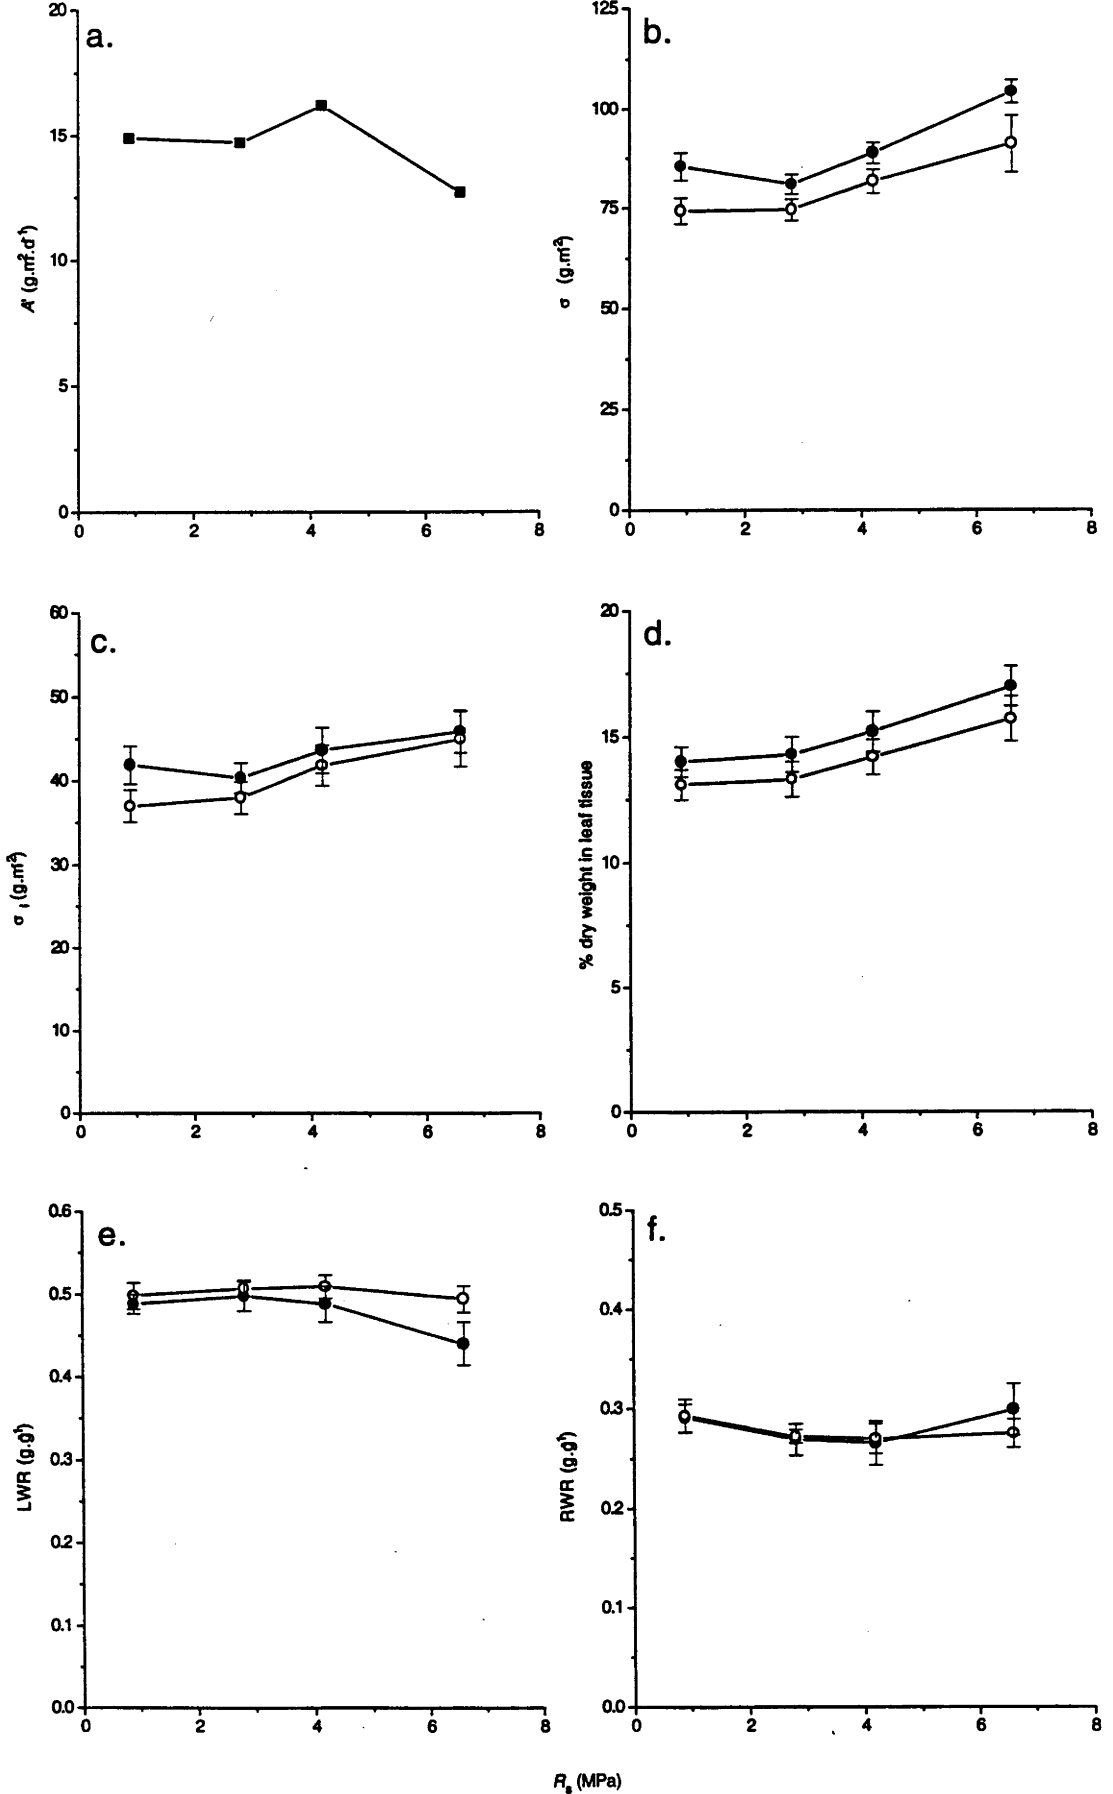 a.
20
15
10
5
0
0 2 4 6 8
A' (g.m⁻².d⁻¹)
b.
125
100
75
50
25
0
0 2 4 6 8
σ (g.m⁻²)
c.
60
50
40
30
20
10
0
0 2 4 6 8
σ l (g.m⁻²)
d.
20
15
10
5
0
0 2 4 6 8
% dry weight in leaf tissue
e.
0.6
0.5
0.4
0.3
0.2
0.1
0.0
0 2 4 6 8
LWR (g.g⁻¹)
f.
0.5
0.4
0.3
0.2
0.1
0.0
0 2 4 6 8
RWR (g.g⁻¹)
Rs (MPa)